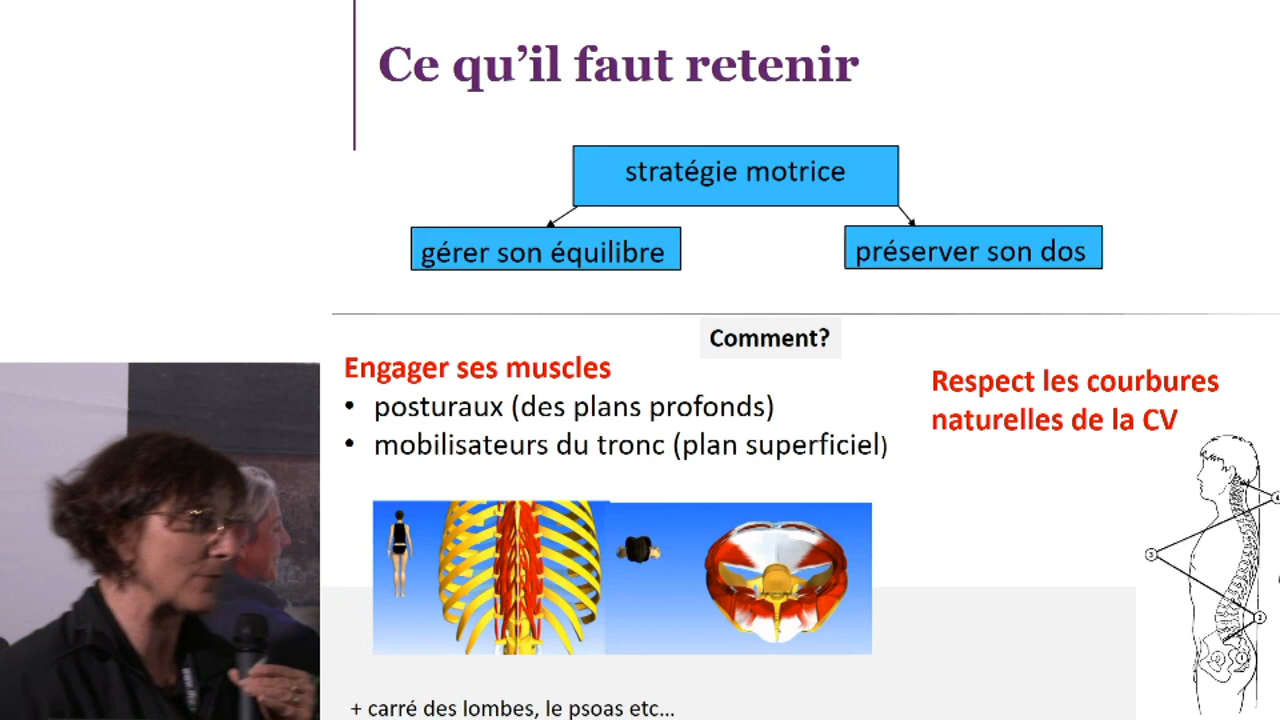 Ce qu'il faut retenir
stratégie motrice
gérer son équilibre
préserver son dos
Comment?
Engager ses muscles
• posturaux (des plans profonds)
• mobilisateurs du tronc (plan superficiel)
Respect les courbures
naturelles de la CV
+ carré des lombes, le psoas etc...